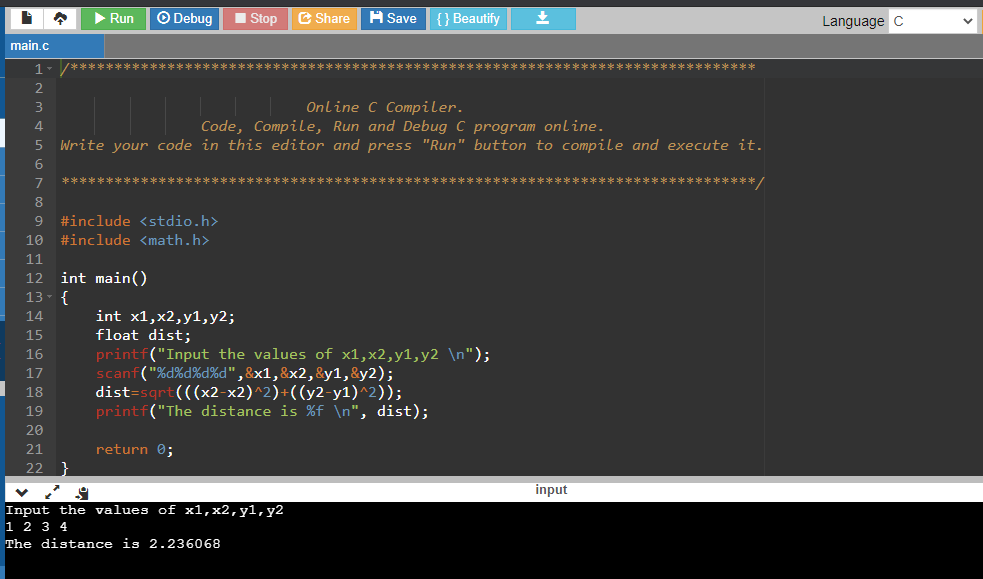 Run Debug Stop Share Save { } Beautify Language C
main.c
1 /******************************************************************************
2
3 Online C Compiler.
4 Code, Compile, Run and Debug C program online.
5 Write your code in this editor and press "Run" button to compile and execute it.
6
7 *******************************************************************************/
8
9 #include <stdio.h>
10 #include <math.h>
11
12 int main()
13 {
14 int x1,x2,y1,y2;
15 float dist;
16 printf("Input the values of x1,x2,y1,y2 \n");
17 scanf("%d%d%d%d",&x1,&x2,&y1,&y2);
18 dist=sqrt(((x2-x2)^2)+((y2-y1)^2));
19 printf("The distance is %f \n", dist);
20
21 return 0;
22 }
input
Input the values of x1,x2,y1,y2
1 2 3 4
The distance is 2.236068